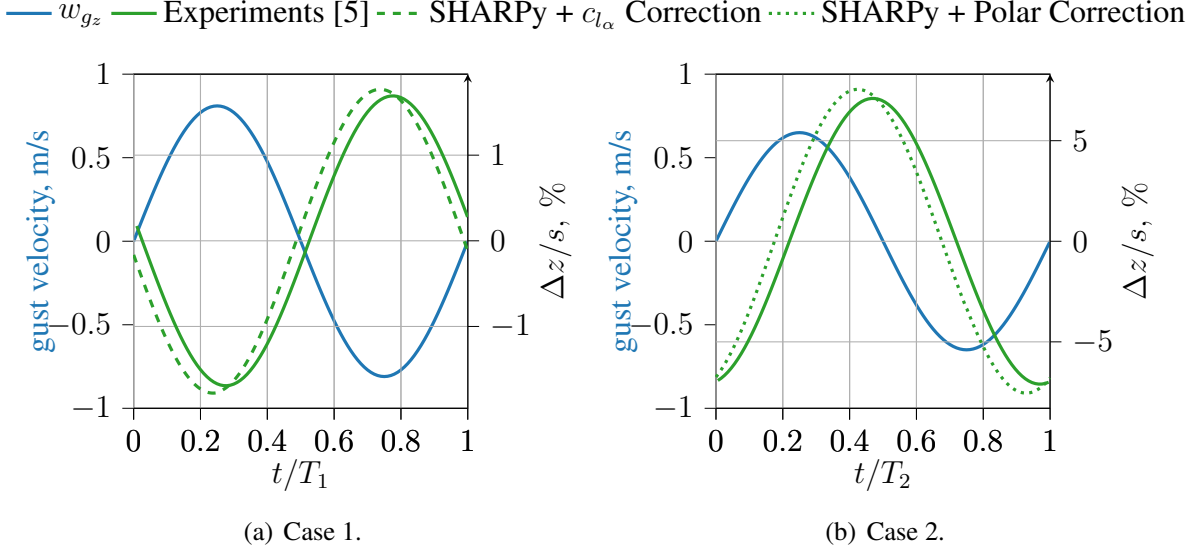 w_{g_z} Experiments [5] SHARPy + c_{l_α} Correction SHARPy + Polar Correction
1
0.5
0
−0.5
−1
gust velocity, m/s
1
0
−1
Δz/s, %
0 0.2 0.4 0.6 0.8 1
t/T_1
(a) Case 1.
1
0.5
0
−0.5
−1
gust velocity, m/s
5
0
−5
Δz/s, %
0 0.2 0.4 0.6 0.8 1
t/T_2
(b) Case 2.